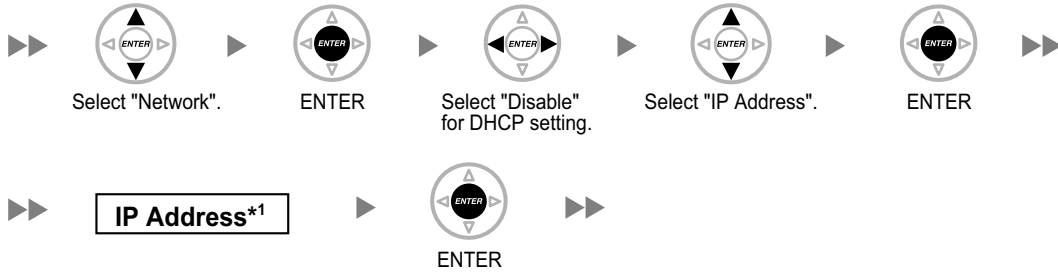 ENTER
ENTER
ENTER
ENTER
ENTER
Select "Network".
ENTER
Select "Disable"
for DHCP setting.
Select "IP Address".
ENTER
IP Address*1
ENTER
ENTER